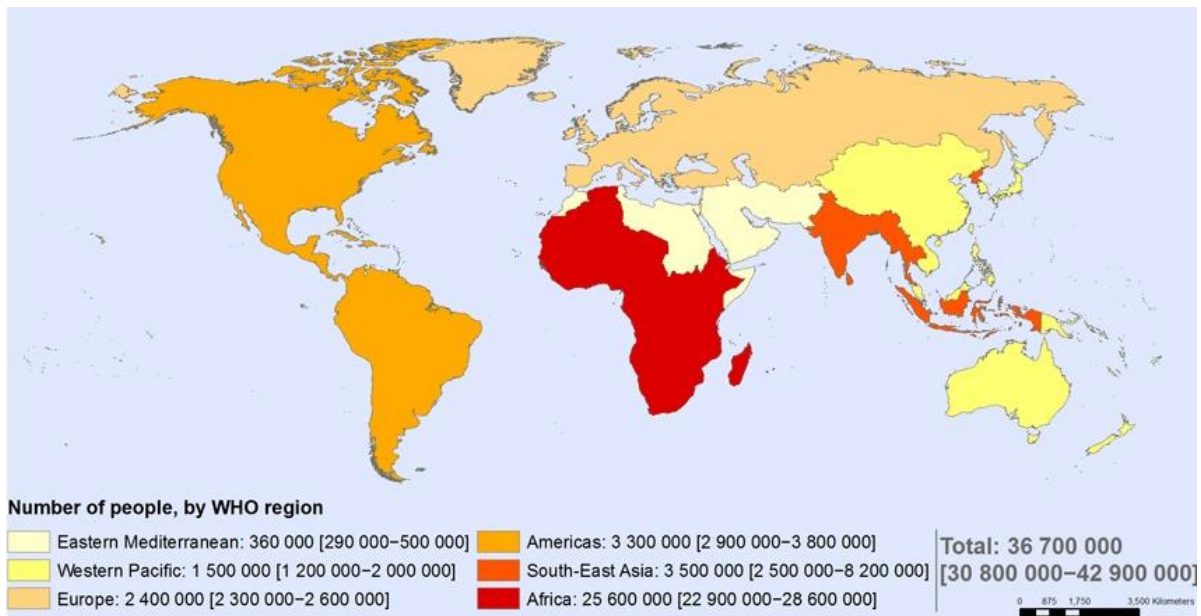 Number of people, by WHO region
Eastern Mediterranean: 360 000 [290 000–500 000]
Western Pacific: 1 500 000 [1 200 000–2 000 000]
Europe: 2 400 000 [2 300 000–2 600 000]
Americas: 3 300 000 [2 900 000–3 800 000]
South-East Asia: 3 500 000 [2 500 000–8 200 000]
Africa: 25 600 000 [22 900 000–28 600 000]
Total: 36 700 000
[30 800 000–42 900 000]
0 875 1,750 3,500 Kilometers